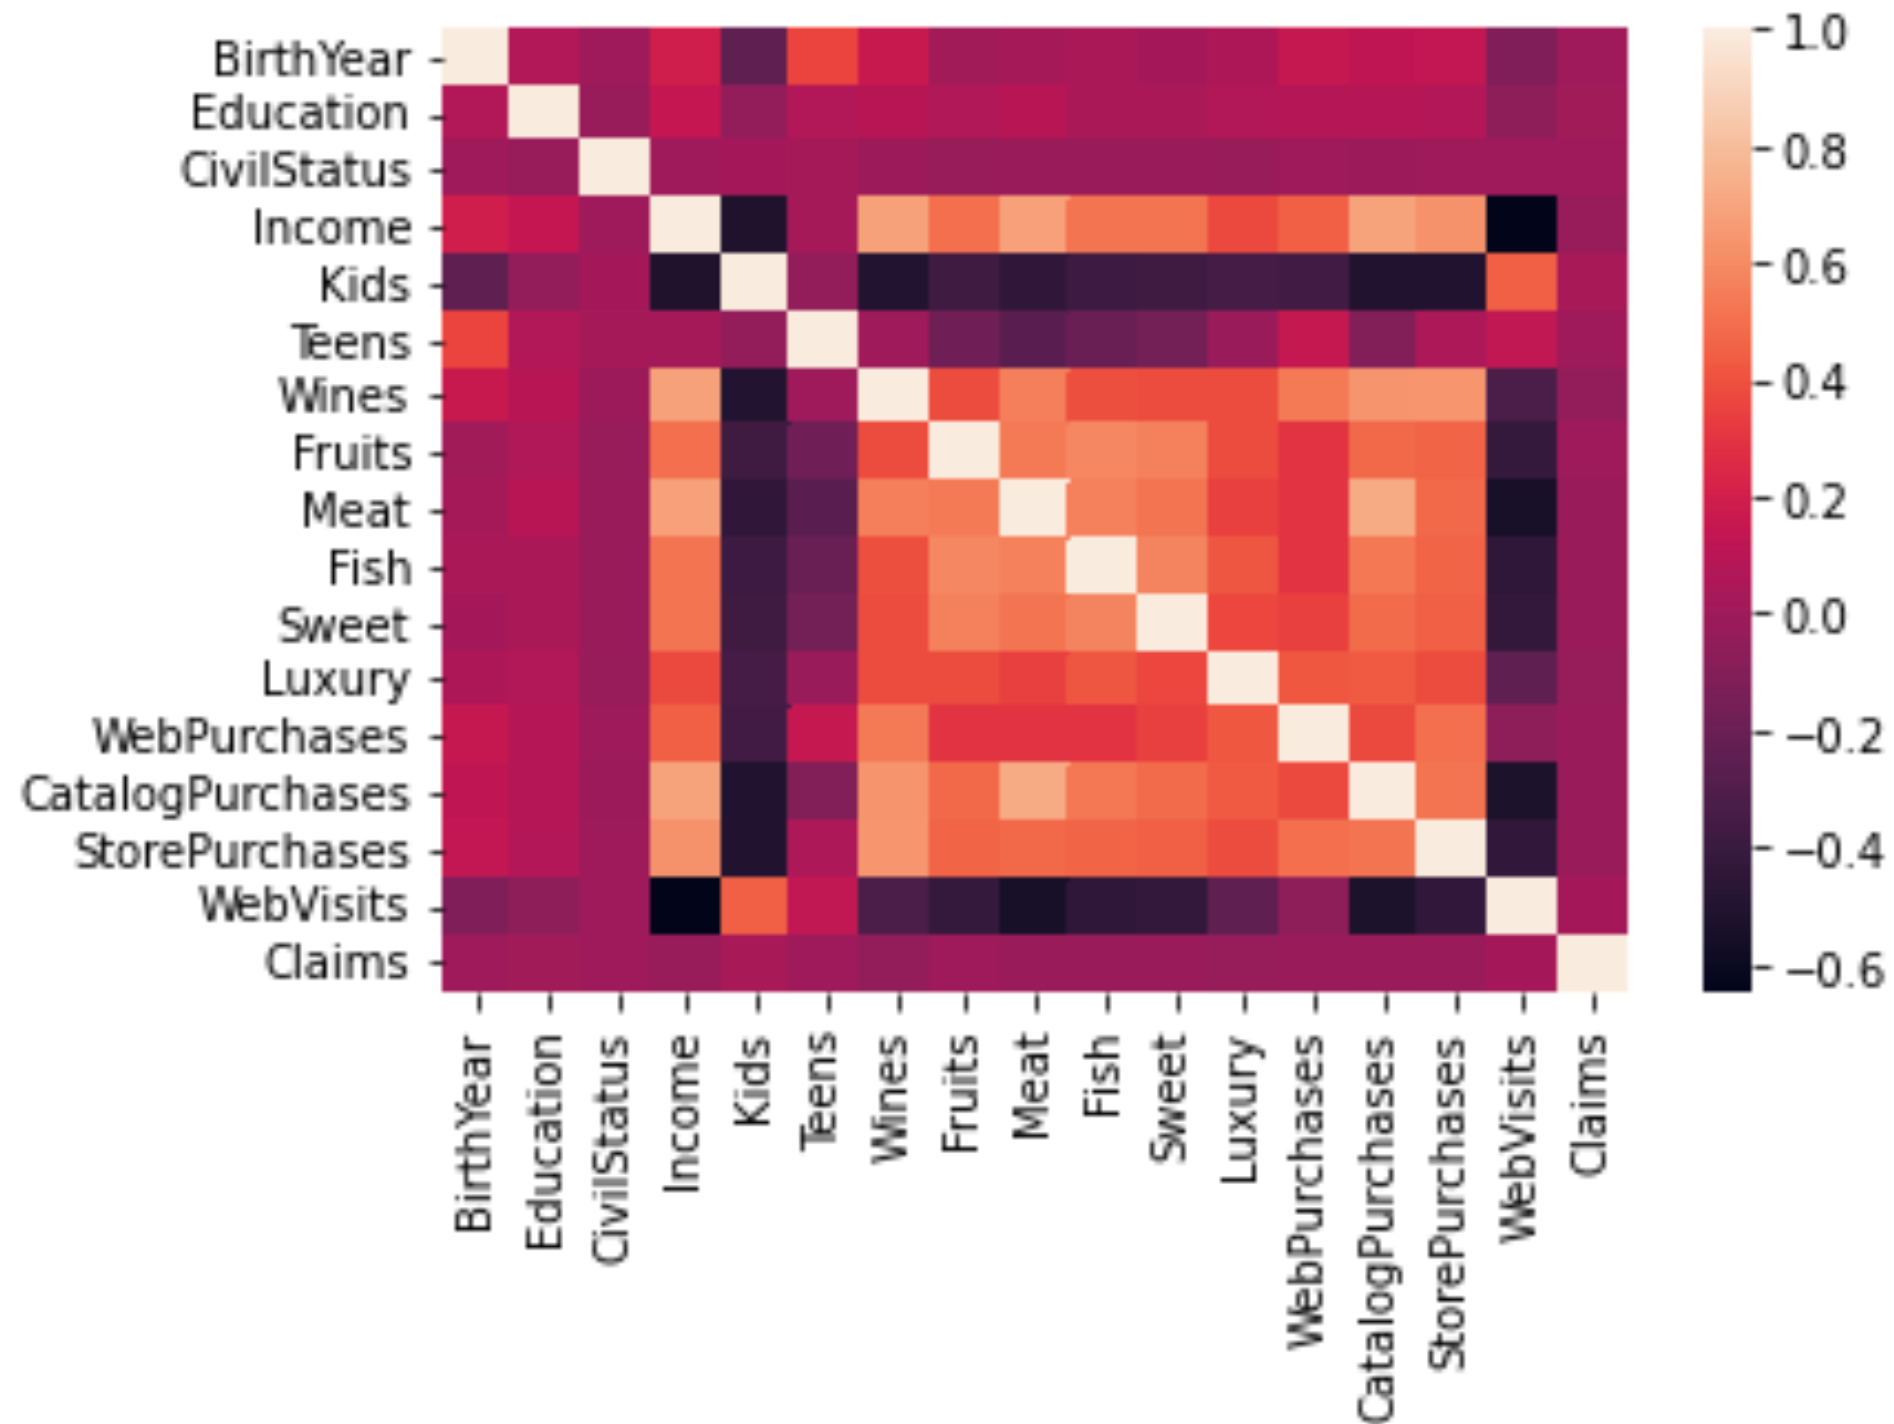 BirthYear
Education
CivilStatus
Income
Kids
Teens
Wines
Fruits
Meat
Fish
Sweet
Luxury
WebPurchases
CatalogPurchases
StorePurchases
WebVisits
Claims
BirthYear
Education
CivilStatus
Income
Kids
Teens
Wines
Fruits
Meat
Fish
Sweet
Luxury
WebPurchases
CatalogPurchases
StorePurchases
WebVisits
Claims
1.0
0.8
0.6
0.4
0.2
0.0
−0.2
−0.4
−0.6